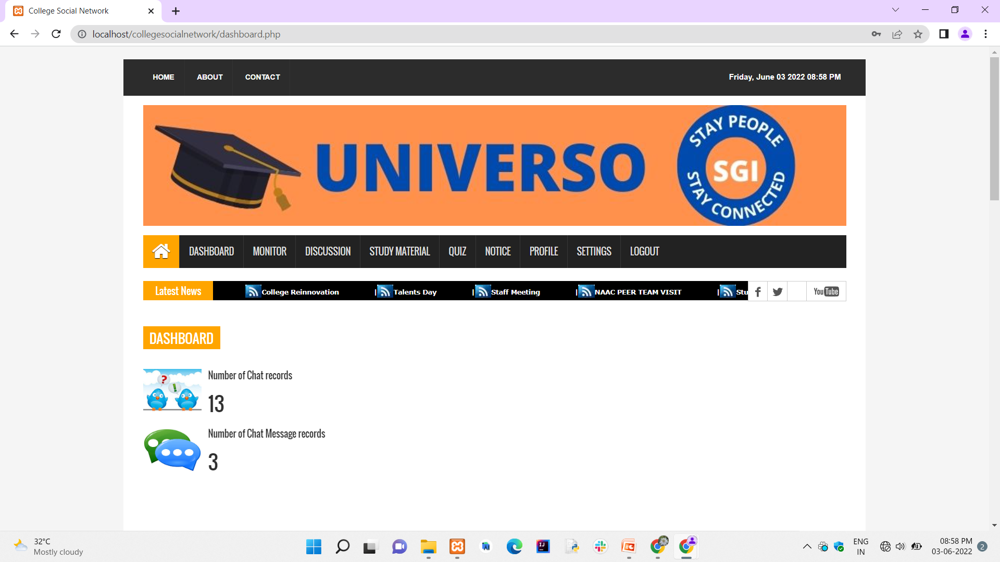 College Social Network
localhost/collegesocialnetwork/dashboard.php
HOME ABOUT CONTACT Friday, June 03 2022 08:58 PM
UNIVERSO
STAY PEOPLE
SGI
STAY CONNECTED
DASHBOARD MONITOR DISCUSSION STUDY MATERIAL QUIZ NOTICE PROFILE SETTINGS LOGOUT
Latest News College Reinnovation | Talents Day | Staff Meeting | NAAC PEER TEAM VISIT | Stu You Tube
DASHBOARD
Number of Chat records
13
Number of Chat Message records
3
32°C
Mostly cloudy
ENG
IN
08:58 PM
03-06-2022
2